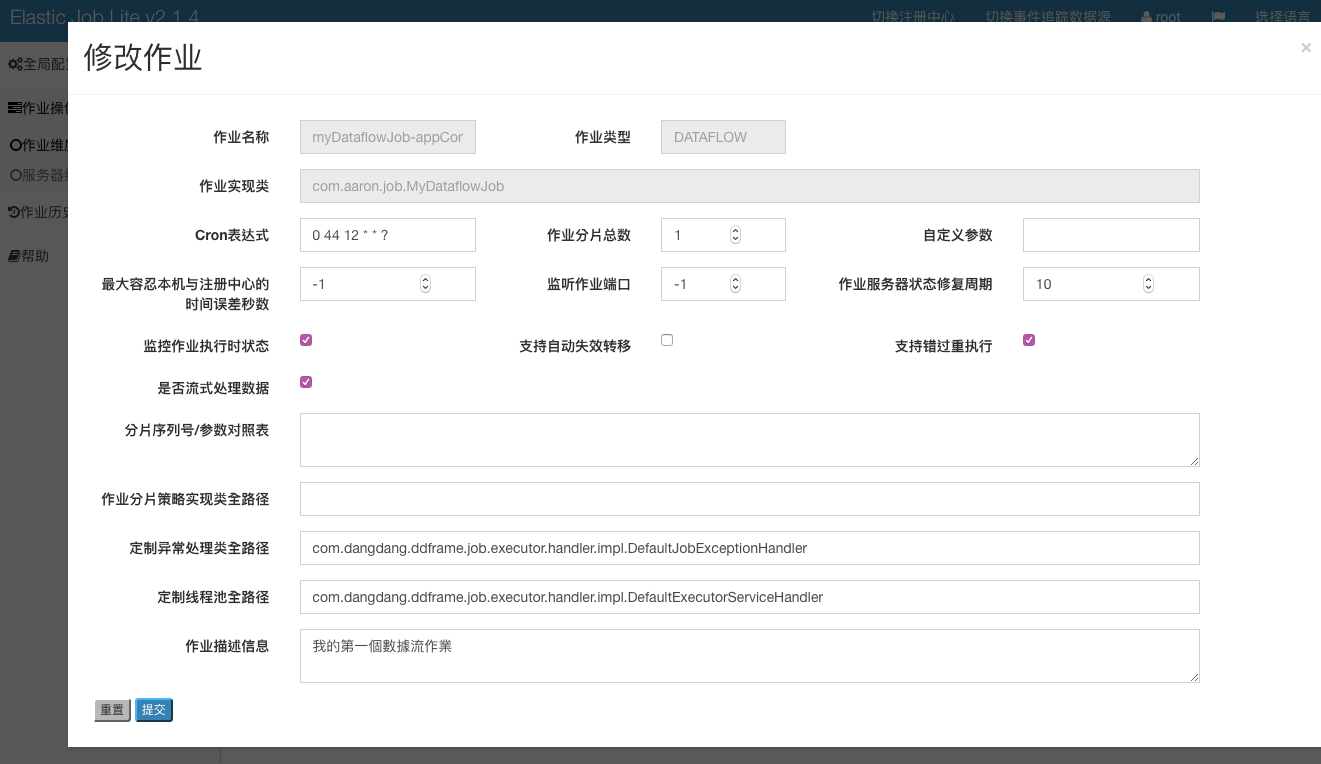 Elastic Job Lite v2.1.4 切换注册中心 切换事件追踪数据源 root 选择语言
修改作业 ×
全局配
作业操
作业维
服务器
作业历史
帮助
作业名称 myDataflowJob-appCor 作业类型 DATAFLOW
作业实现类 com.aaron.job.MyDataflowJob
Cron表达式 0 44 12 * * ? 作业分片总数 1 自定义参数
最大容忍本机与注册中心的
时间误差秒数 -1 监听作业端口 -1 作业服务器状态修复周期 10
监控作业执行时状态 支持自动失效转移 支持错过重执行
是否流式处理数据
分片序列号/参数对照表
作业分片策略实现类全路径
定制异常处理类全路径 com.dangdang.ddframe.job.executor.handler.impl.DefaultJobExceptionHandler
定制线程池全路径 com.dangdang.ddframe.job.executor.handler.impl.DefaultExecutorServiceHandler
作业描述信息 我的第一個數據流作業
重置 提交